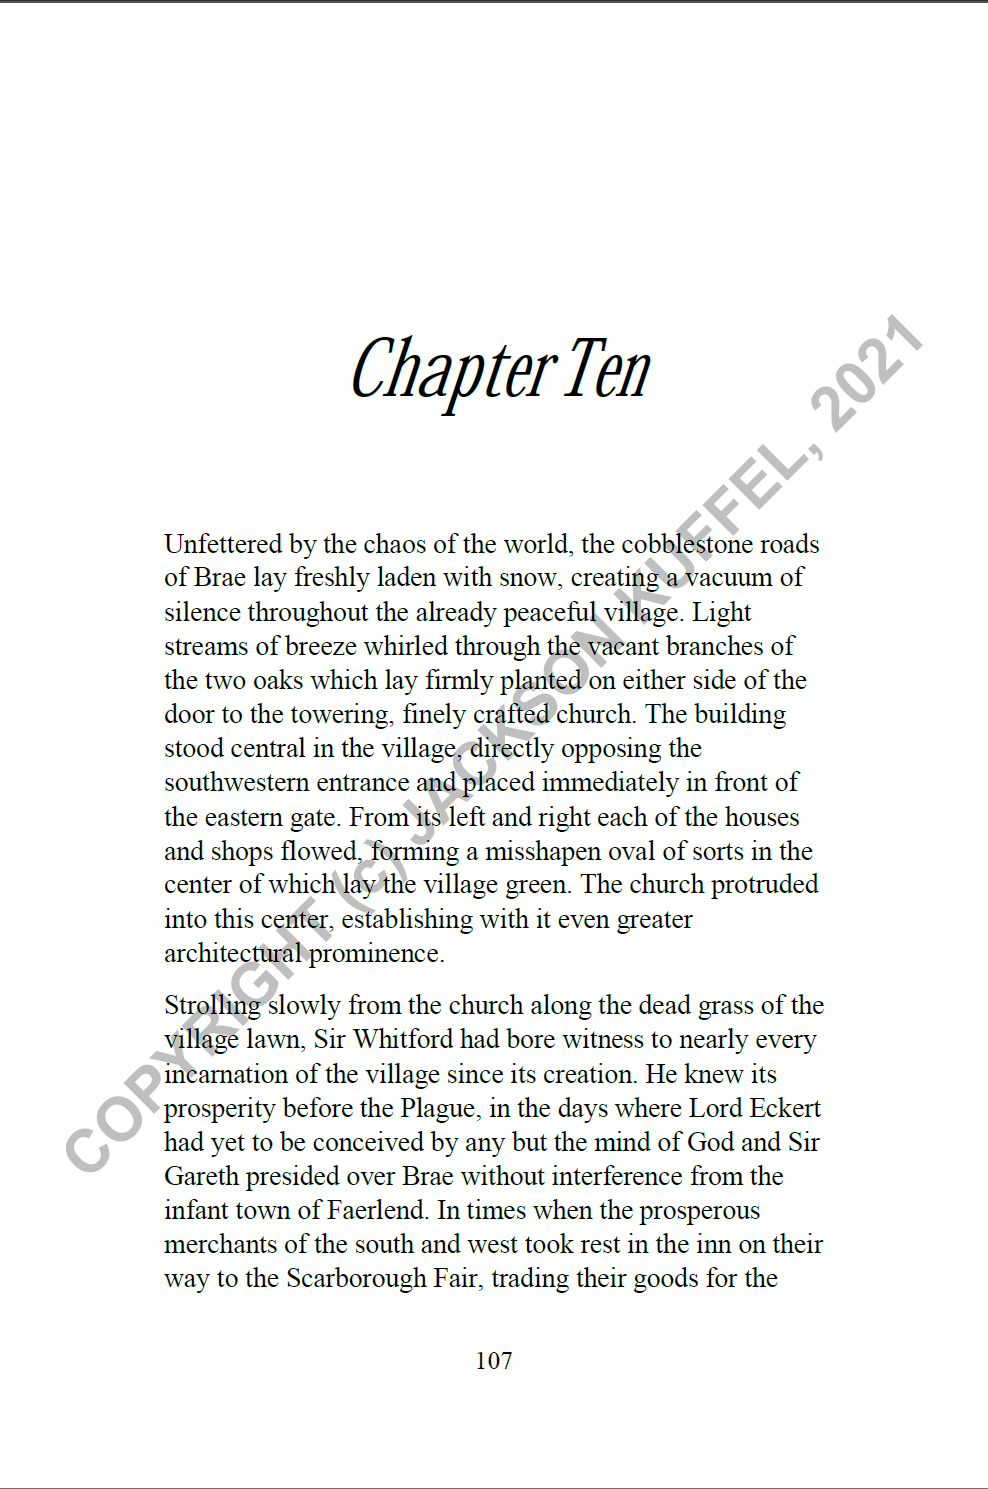 Chapter Ten
Unfettered by the chaos of the world, the cobblestone roads
of Brae lay freshly laden with snow, creating a vacuum of
silence throughout the already peaceful village. Light
streams of breeze whirled through the vacant branches of
the two oaks which lay firmly planted on either side of the
door to the towering, finely crafted church. The building
stood central in the village, directly opposing the
southwestern entrance and placed immediately in front of
the eastern gate. From its left and right each of the houses
and shops flowed, forming a misshapen oval of sorts in the
center of which lay the village green. The church protruded
into this center, establishing with it even greater
architectural prominence.
Strolling slowly from the church along the dead grass of the
village lawn, Sir Whitford had bore witness to nearly every
incarnation of the village since its creation. He knew its
prosperity before the Plague, in the days where Lord Eckert
had yet to be conceived by any but the mind of God and Sir
Gareth presided over Brae without interference from the
infant town of Faerlend. In times when the prosperous
merchants of the south and west took rest in the inn on their
way to the Scarborough Fair, trading their goods for the
107
COPYRIGHT (c) JACKSON KUFFEL, 2021